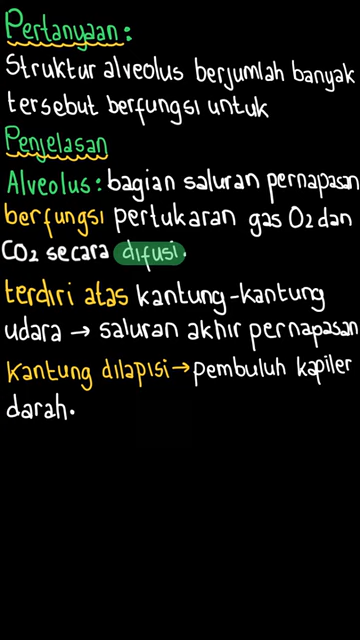 Pertanyaan:
Struktur alveolus berjumlah banyak
tersebut berfungsi untuk
Penjelasan
Alveolus: bagian saluran pernapasan
berfungsi pertukaran gas O2 dan
CO2 secara difusi.
terdiri atas kantung-kantung
udara → saluran akhir pernapasan
kantung dilapisi → pembuluh kapiler
darah.